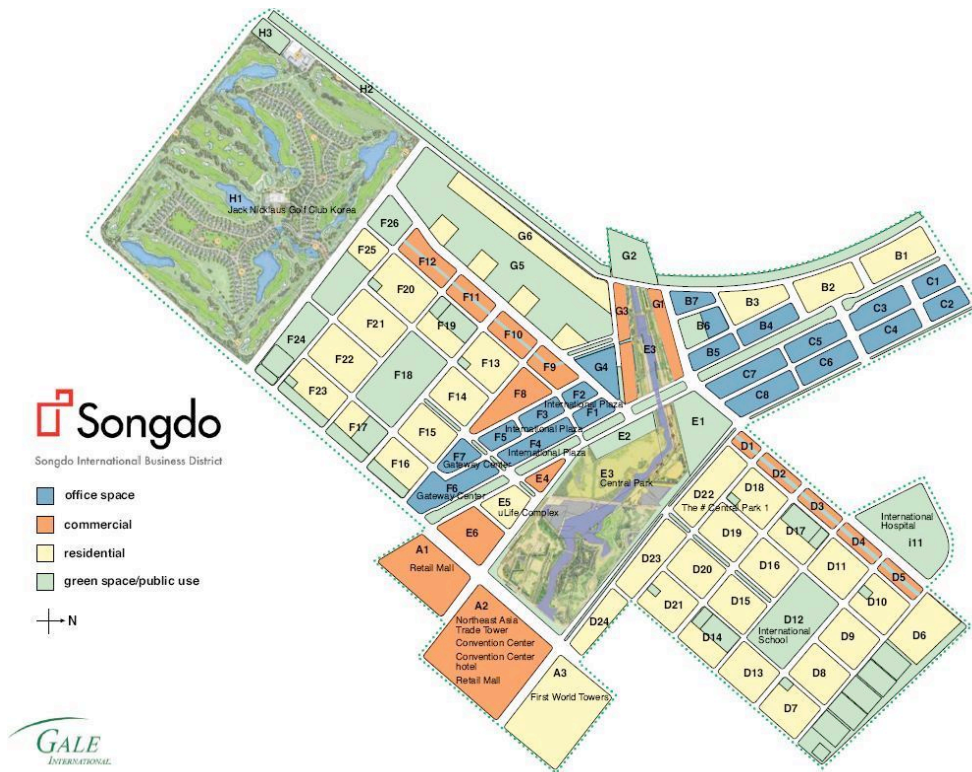 H3
H2
H1
Jack Nicklaus Golf Club Korea
F26
G6
G2
B1
F25
F12
G5
B2
C1
F20
F11
B7
B3
C3
C2
G3
G1
F21
F19
F10
B6
B4
C4
E3
C5
F24
F22
F13
F9
G4
B5
C6
F18
C7
F23
F14
F8
F2
International Plaza
C8
F3
F1
International Plaza
E1
F17
F15
F5
F4
International Plaza
E2
D1
F16
F7
Gateway Center
E3
Central Park
D2
F6
Gateway Center
E4
D22
D18
The # Central Park 1
D3
International
Hospital
i11
E5
uLife Complex
D19
D17
D4
E6
D23
D16
D11
D5
A1
Retail Mall
D20
D10
A2
Northeast Asia
Trade Tower
Convention Center
Convention Center
hotel
Retail Mall
D21
D15
D12
International
School
D24
D14
D9
D6
A3
First World Towers
D13
D8
D7
Songdo
Songdo International Business District
office space
commercial
residential
green space/public use
N
GALE
INTERNATIONAL